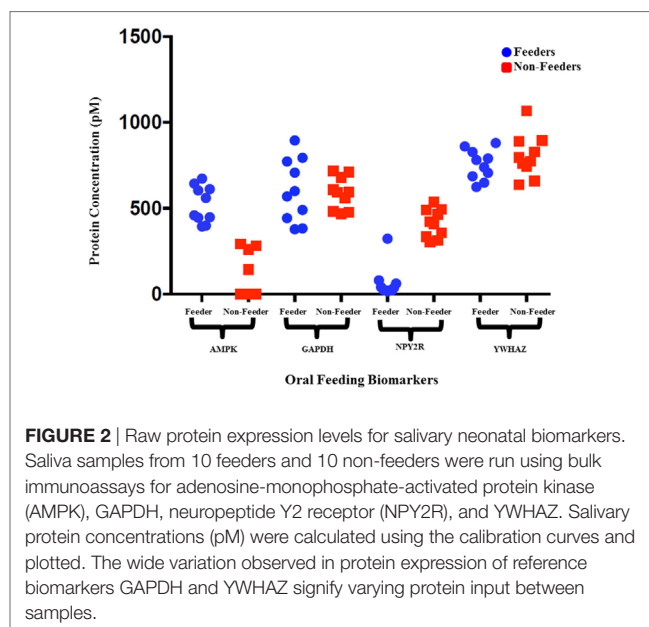 1500
Feeders
Non-Feeders
1000
500
0
Protein Concentration (pM)
Feeder Non-Feeder Feeder Non-Feeder Feeder Non-Feeder Feeder Non-Feeder
AMPK GAPDH NPY2R YWHAZ
Oral Feeding Biomarkers
FIGURE 2 | Raw protein expression levels for salivary neonatal biomarkers.
Saliva samples from 10 feeders and 10 non-feeders were run using bulk
immunoassays for adenosine-monophosphate-activated protein kinase
(AMPK), GAPDH, neuropeptide Y2 receptor (NPY2R), and YWHAZ. Salivary
protein concentrations (pM) were calculated using the calibration curves and
plotted. The wide variation observed in protein expression of reference
biomarkers GAPDH and YWHAZ signify varying protein input between
samples.